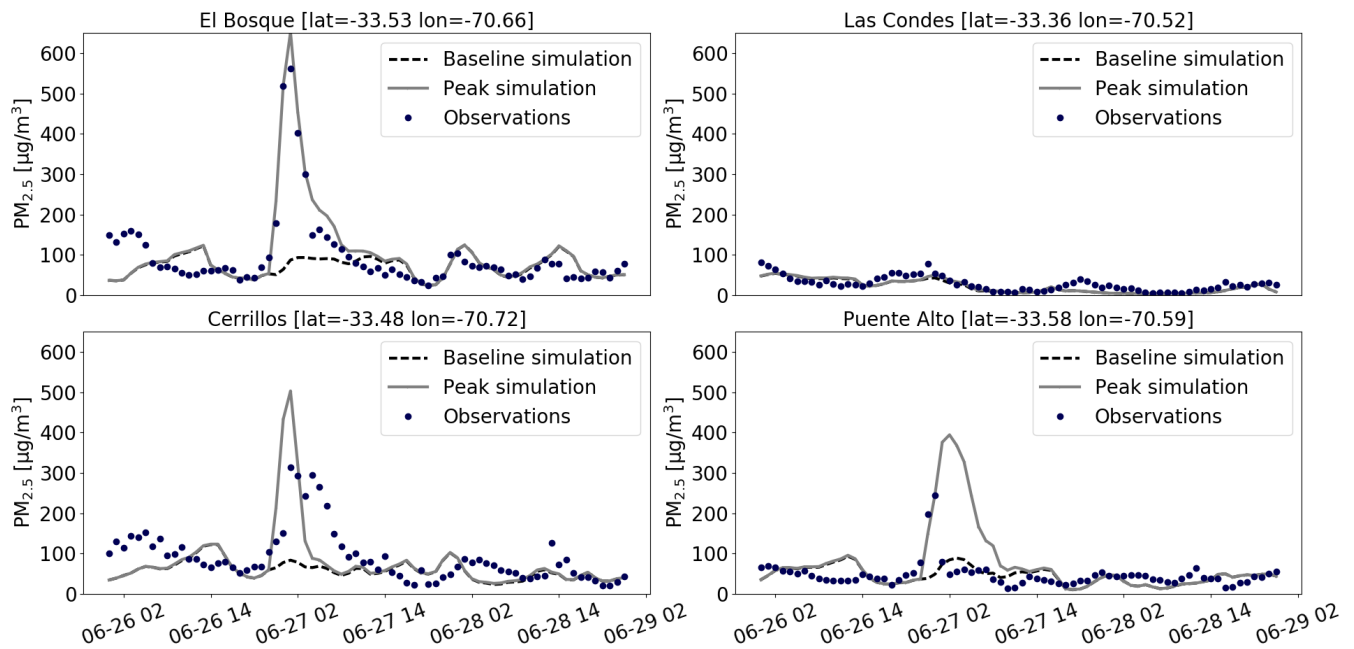 El Bosque [lat=-33.53 lon=-70.66]
PM2.5 [µg/m³]
600
500
400
300
200
100
0
Baseline simulation
Peak simulation
Observations
Las Condes [lat=-33.36 lon=-70.52]
PM2.5 [µg/m³]
600
500
400
300
200
100
0
Baseline simulation
Peak simulation
Observations
Cerrillos [lat=-33.48 lon=-70.72]
PM2.5 [µg/m³]
600
500
400
300
200
100
0
Baseline simulation
Peak simulation
Observations
06-26 02
06-26 14
06-27 02
06-27 14
06-28 02
06-28 14
06-29 02
Puente Alto [lat=-33.58 lon=-70.59]
PM2.5 [µg/m³]
600
500
400
300
200
100
0
Baseline simulation
Peak simulation
Observations
06-26 02
06-26 14
06-27 02
06-27 14
06-28 02
06-28 14
06-29 02